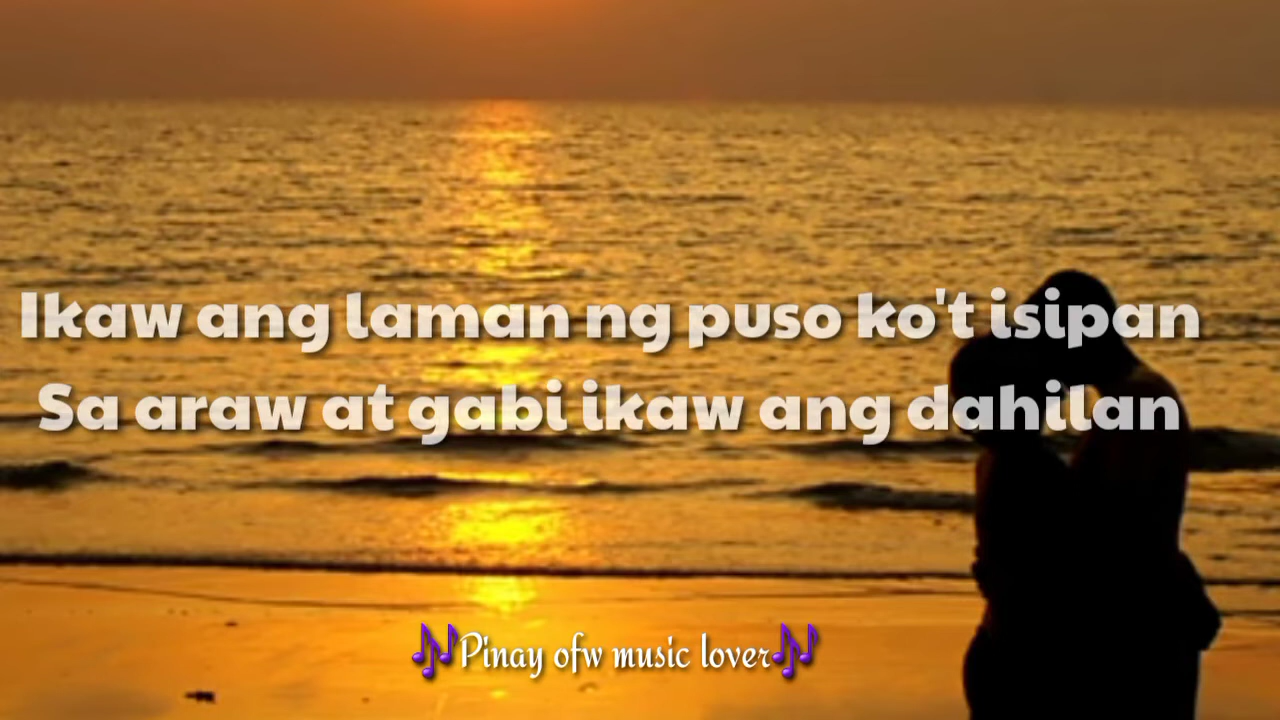 Ikaw ang laman ng puso ko't isipan
Sa araw at gabi ikaw ang dahilan
🎶Pinay ofw music lover🎶